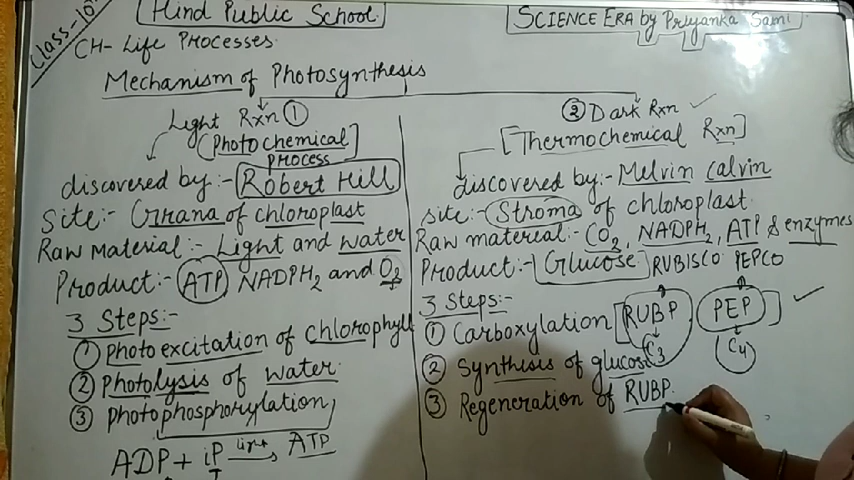 Class-10
Hind Public School
SCIENCE ERA by Priyanka Saini
CH- Life PROCESSES
Mechanism of Photosynthesis
Light Rxn ①
[Photochemical process]
discovered by:- Robert Hill
Site:- Grana of chloroplast
Raw Material:- Light and water
Product:- ATP NADPH2 and O2
3 Steps:-
① Photoexcitation of chlorophyll
② Photolysis of water
③ Photophosphorylation
ADP + iP light → ATP
② Dark Rxn ✓
[Thermochemical Rxn]
discovered by:- Melvin Calvin
site:- Stroma of chloroplast
Raw material:- CO2, NADPH2, ATP & enzymes
Product:- Glucose RUBISCO PEPCO
3 Steps:-
① Carboxylation [RUBP PEP] ✓
C3 C4
② Synthisis of glucose
③ Regeneration of RUBP